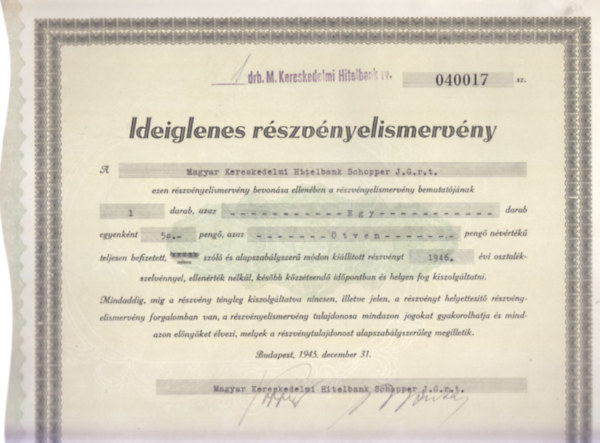 1 drb. M. Kereskedelmi Hitelbank rv.
040017 sz.
Ideiglenes részvényelismervény
A Magyar Kereskedelmi Hitelbank Schopper J.G.r.t.
ezen részvényelismervény bevonása ellenében a részvényelismervény bemutatójának
1 darab, azaz - - - - - - - - - - - Egy- - - - - - - - - - - - darab
egyenként 50.- pengő, azaz - - - - - - - - - Ötven- - - - - - - - - pengő névértékű
teljesen befizetett, névre szóló és alapszabályszerű módon kiállított részvényt 1946. évi osztalék-
szelvénnyel, ellenérték nélkül, később közzéteendő időpontban és helyen fog kiszolgáltatni.
Mindaddig, míg a részvény tényleg kiszolgáltatva nincsen, illetve jelen, a részvényt helyettesítő részvény-
elismervény forgalomban van, a részvényelismervény tulajdonosa mindazon jogokat gyakorolhatja és mind-
azon előnyöket élvezi, melyek a részvénytulajdonost alapszabályszerűleg megilletik.
Budapest, 1945. december 31.
Magyar Kereskedelmi Hitelbank Schopper J.G.r.t.